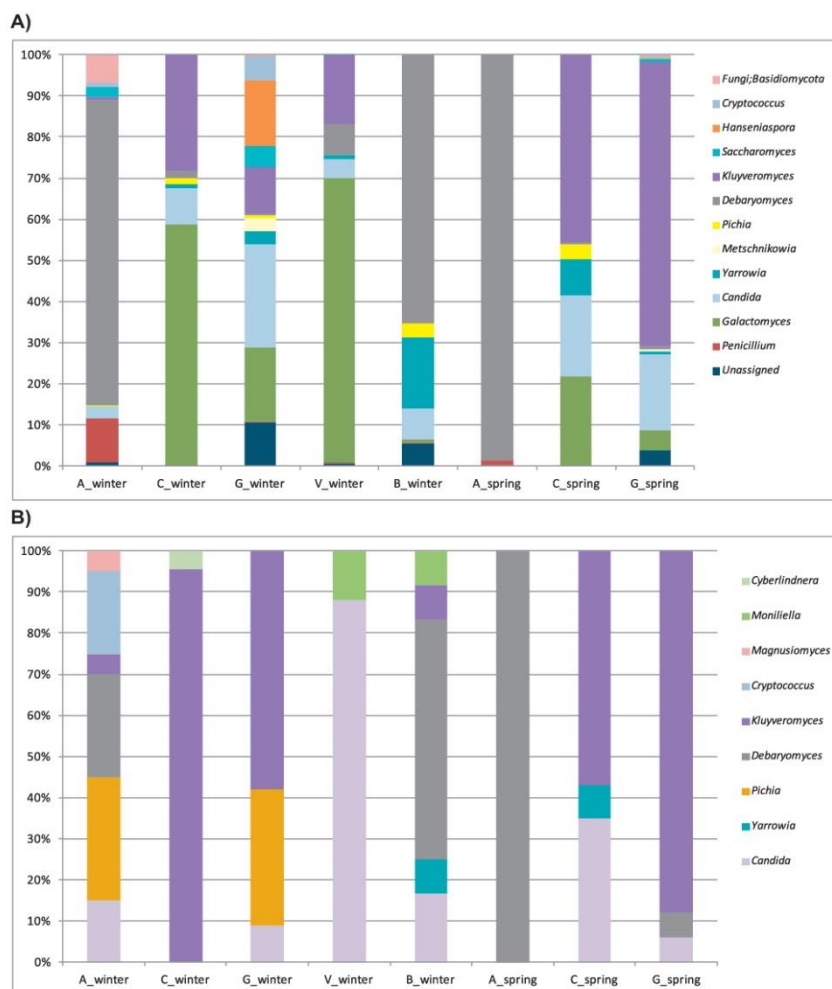 A)
100%
90%
80%
70%
60%
50%
40%
30%
20%
10%
0%
A_winter C_winter G_winter V_winter B_winter A_spring C_spring G_spring
Fungi;Basidiomycota
Cryptococcus
Hanseniaspora
Saccharomyces
Kluyveromyces
Debaryomyces
Pichia
Metschnikowia
Yarrowia
Candida
Galactomyces
Penicillium
Unassigned
B)
100%
90%
80%
70%
60%
50%
40%
30%
20%
10%
0%
A_winter C_winter G_winter V_winter B_winter A_spring C_spring G_spring
Cyberlindnera
Moniliella
Magnusiomyces
Cryptococcus
Kluyveromyces
Debaryomyces
Pichia
Yarrowia
Candida